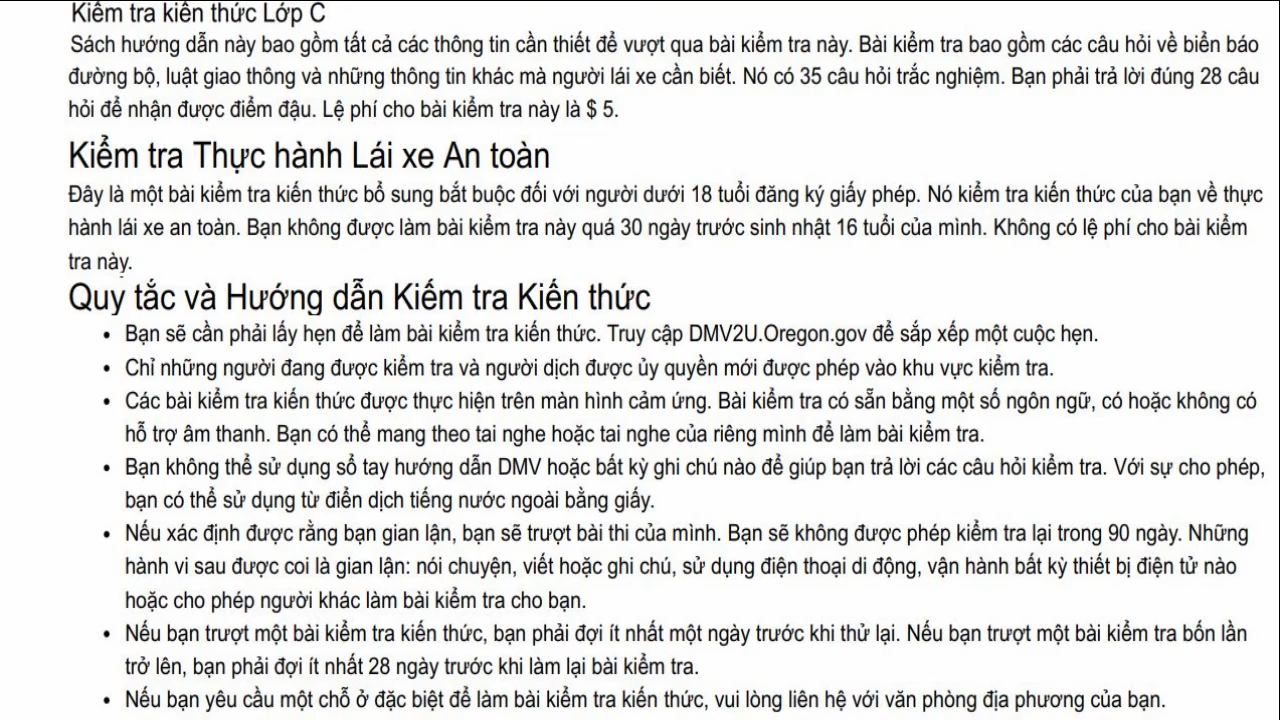 Kiểm tra kiến thức Lớp C
Sách hướng dẫn này bao gồm tất cả các thông tin cần thiết để vượt qua bài kiểm tra này. Bài kiểm tra bao gồm các câu hỏi về biển báo
đường bộ, luật giao thông và những thông tin khác mà người lái xe cần biết. Nó có 35 câu hỏi trắc nghiệm. Bạn phải trả lời đúng 28 câu
hỏi để nhận được điểm đậu. Lệ phí cho bài kiểm tra này là $ 5.
Kiểm tra Thực hành Lái xe An toàn
Đây là một bài kiểm tra kiến thức bổ sung bắt buộc đối với người dưới 18 tuổi đăng ký giấy phép. Nó kiểm tra kiến thức của bạn về thực
hành lái xe an toàn. Bạn không được làm bài kiểm tra này quá 30 ngày trước sinh nhật 16 tuổi của mình. Không có lệ phí cho bài kiểm
tra này.
Quy tắc và Hướng dẫn Kiểm tra Kiến thức
• Bạn sẽ cần phải lấy hẹn để làm bài kiểm tra kiến thức. Truy cập DMV2U.Oregon.gov để sắp xếp một cuộc hẹn.
• Chỉ những người đang được kiểm tra và người dịch được ủy quyền mới được phép vào khu vực kiểm tra.
• Các bài kiểm tra kiến thức được thực hiện trên màn hình cảm ứng. Bài kiểm tra có sẵn bằng một số ngôn ngữ, có hoặc không có
hỗ trợ âm thanh. Bạn có thể mang theo tai nghe hoặc tai nghe của riêng mình để làm bài kiểm tra.
• Bạn không thể sử dụng sổ tay hướng dẫn DMV hoặc bất kỳ ghi chú nào để giúp bạn trả lời các câu hỏi kiểm tra. Với sự cho phép,
bạn có thể sử dụng từ điển dịch tiếng nước ngoài bằng giấy.
• Nếu xác định được rằng bạn gian lận, bạn sẽ trượt bài thi của mình. Bạn sẽ không được phép kiểm tra lại trong 90 ngày. Những
hành vi sau được coi là gian lận: nói chuyện, viết hoặc ghi chú, sử dụng điện thoại di động, vận hành bất kỳ thiết bị điện tử nào
hoặc cho phép người khác làm bài kiểm tra cho bạn.
• Nếu bạn trượt một bài kiểm tra kiến thức, bạn phải đợi ít nhất một ngày trước khi thử lại. Nếu bạn trượt một bài kiểm tra bốn lần
trở lên, bạn phải đợi ít nhất 28 ngày trước khi làm lại bài kiểm tra.
• Nếu bạn yêu cầu một chỗ ở đặc biệt để làm bài kiểm tra kiến thức, vui lòng liên hệ với văn phòng địa phương của bạn.